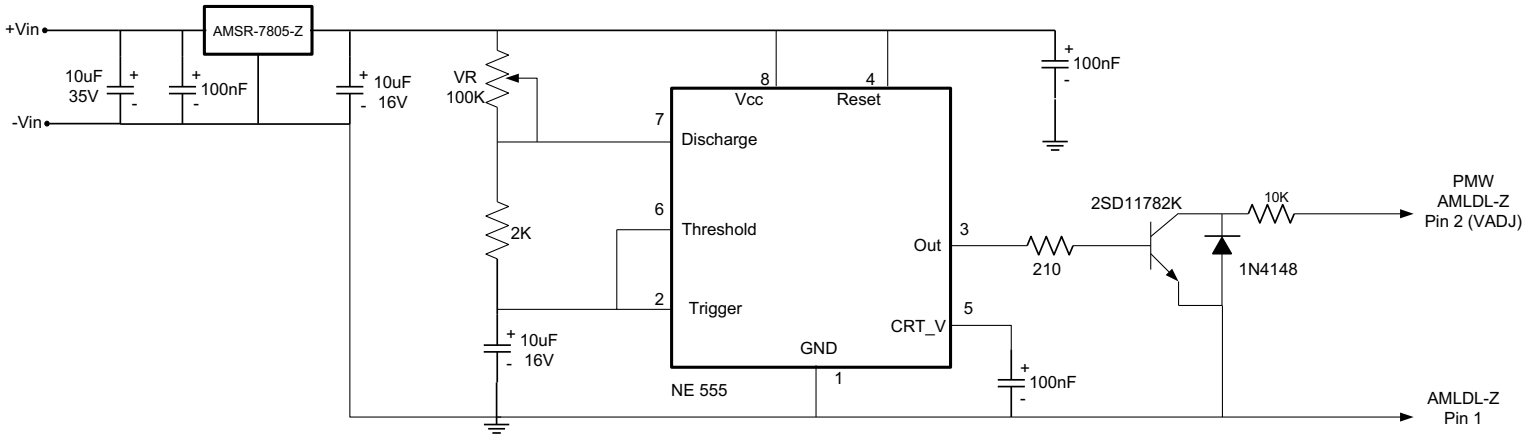 +Vin
AMSR-7805-Z
10uF
35V
+
-
+
100nF
-
+
10uF
16V
-
-Vin
VR
100K
8
Vcc
4
Reset
+
100nF
-
7
Discharge
6
Threshold
2K
2
Trigger
+
10uF
16V
-
Out
3
210
2SD11782K
10K
1N4148
PMW
AMLDL-Z
Pin 2 (VADJ)
5
CRT_V
GND
1
NE 555
+
100nF
-
AMLDL-Z
Pin 1